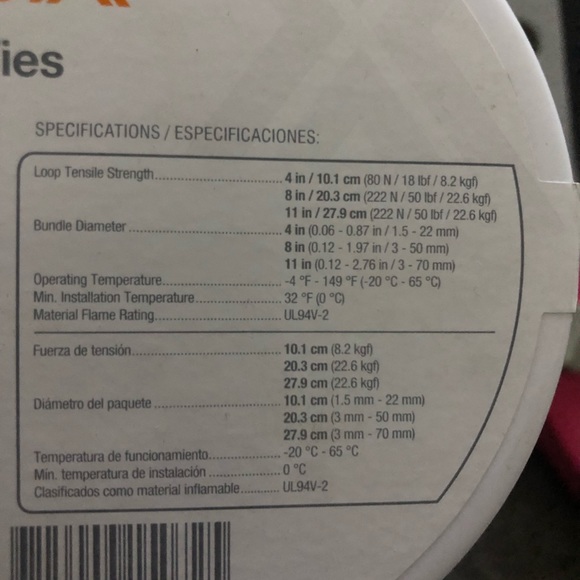 ies
SPECIFICATIONS / ESPECIFICACIONES:
Loop Tensile Strength.................................... 4 in / 10.1 cm (80 N / 18 lbf / 8.2 kgf)
8 in / 20.3 cm (222 N / 50 lbf / 22.6 kgf)
11 in / 27.9 cm (222 N / 50 lbf / 22.6 kgf)
Bundle Diameter ........................................... 4 in (0.06 - 0.87 in / 1.5 - 22 mm)
8 in (0.12 - 1.97 in / 3 - 50 mm)
11 in (0.12 - 2.76 in / 3 - 70 mm)
Operating Temperature.................................. -4 °F - 149 °F (-20 °C - 65 °C)
Min. Installation Temperature........................ 32 °F (0 °C)
Material Flame Rating.................................... UL94V-2
Fuerza de tensión........................................... 10.1 cm (8.2 kgf)
20.3 cm (22.6 kgf)
27.9 cm (22.6 kgf)
Diámetro del paquete .................................... 10.1 cm (1.5 mm - 22 mm)
20.3 cm (3 mm - 50 mm)
27.9 cm (3 mm - 70 mm)
Temperatura de funcionamiento.................... -20 °C - 65 °C
Min. temperatura de instalación .................... 0 °C
Clasificados como material inflamable........... UL94V-2